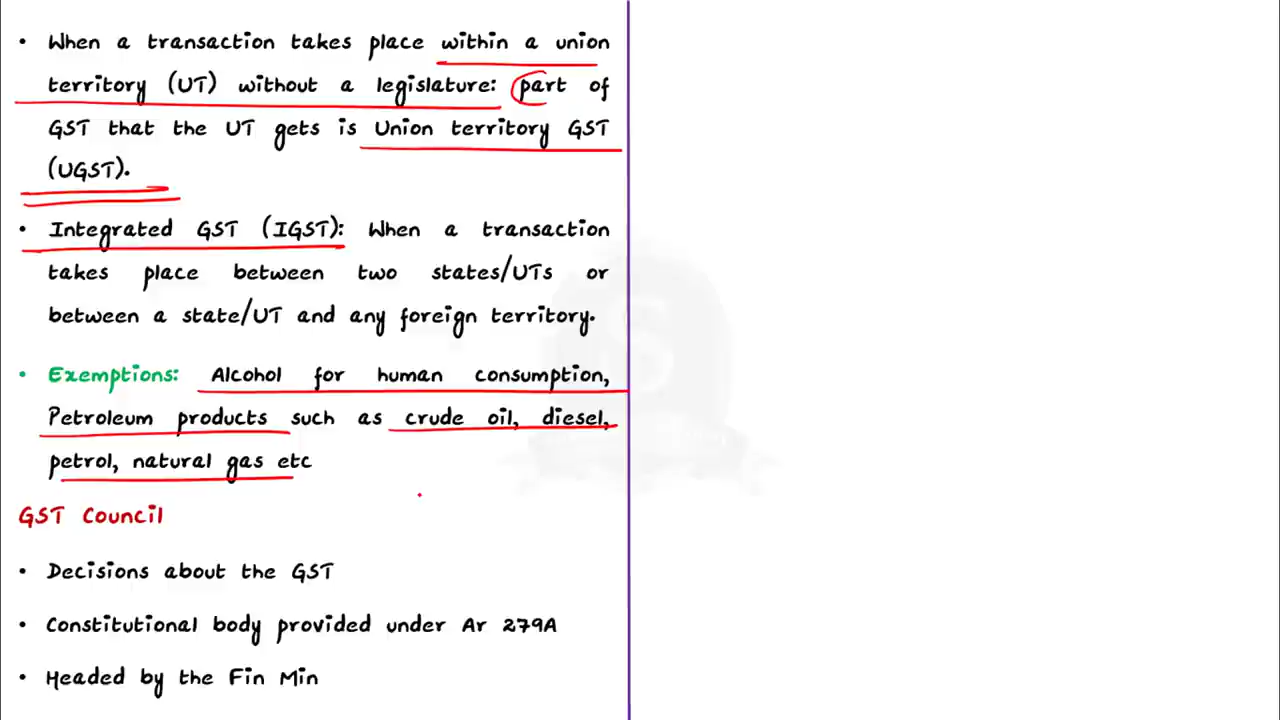 • When a transaction takes place within a union
territory (UT) without a legislature: part of
GST that the UT gets is Union territory GST
(UGST).
• Integrated GST (IGST): When a transaction
takes place between two states/UTs or
between a state/UT and any foreign territory.
• Exemptions: Alcohol for human consumption,
Petroleum products such as crude oil, diesel,
petrol, natural gas etc
GST Council
• Decisions about the GST
• Constitutional body provided under Ar 279A
• Headed by the Fin Min